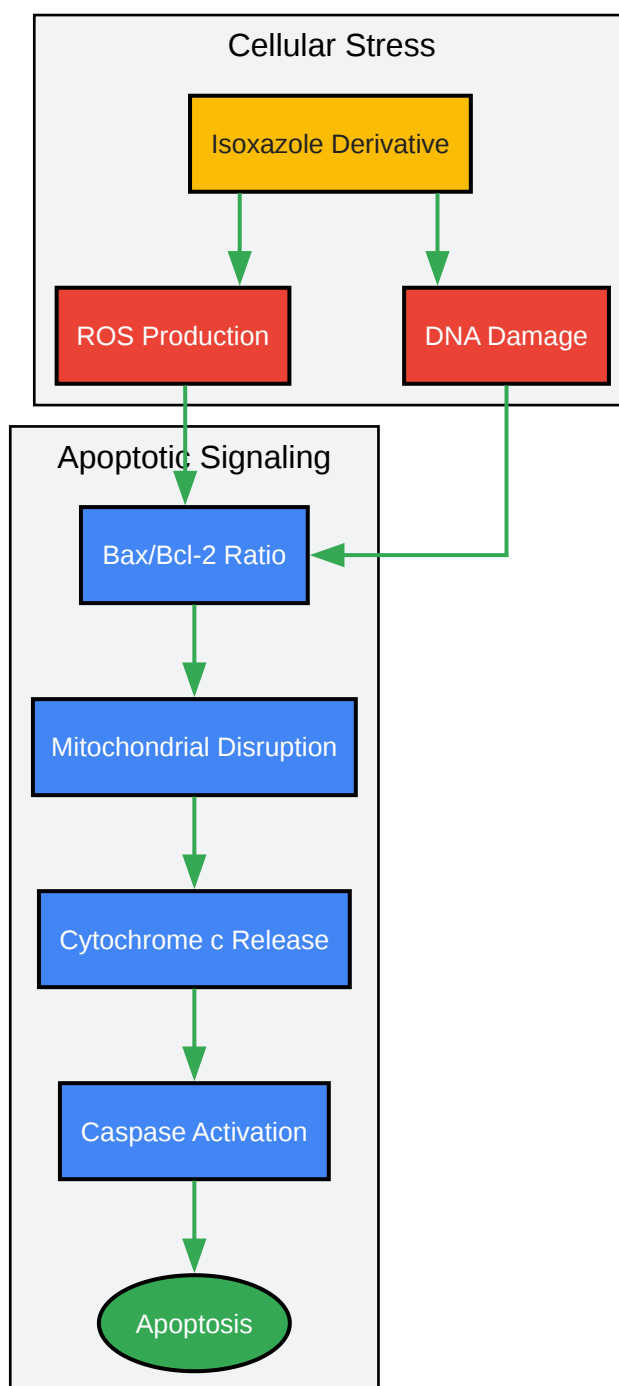 Cellular Stress
Isoxazole Derivative
ROS Production
DNA Damage
Apoptotic Signaling
Bax/Bcl-2 Ratio
Mitochondrial Disruption
Cytochrome c Release
Caspase Activation
Apoptosis